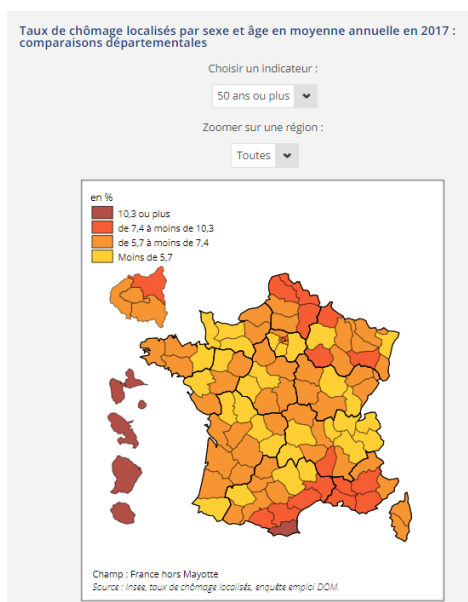 Taux de chômage localisés par sexe et âge en moyenne annuelle en 2017 :
comparaisons départementales
Choisir un indicateur :
50 ans ou plus
Zoomer sur une région :
Toutes
en %
10,3 ou plus
de 7,4 à moins de 10,3
de 5,7 à moins de 7,4
Moins de 5,7
Champ : France hors Mayotte
Source : Insee, taux de chômage localisés, enquête emploi DOM.